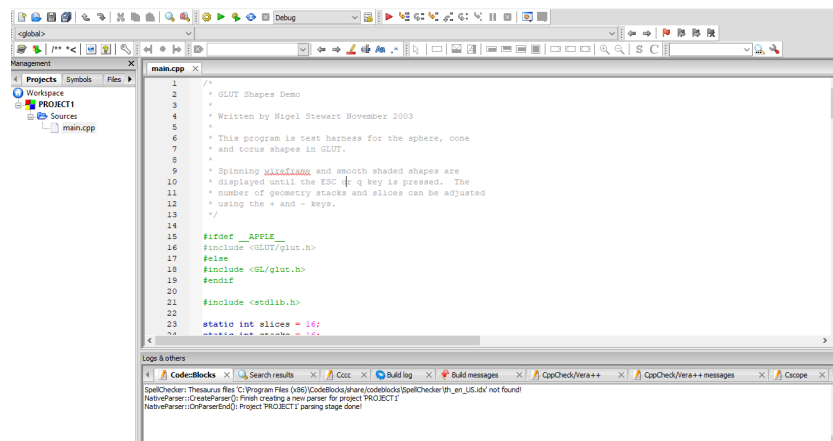 Debug
<global>
/** *<
S C
Management
Projects Symbols Files
Workspace
PROJECT1
Sources
main.cpp
main.cpp
1 /*
2 * GLUT Shapes Demo
3 *
4 * Written by Nigel Stewart November 2003
5 *
6 * This program is test harness for the sphere, cone
7 * and torus shapes in GLUT.
8 *
9 * Spinning wireframe and smooth shaded shapes are
10 * displayed until the ESC or q key is pressed. The
11 * number of geometry stacks and slices can be adjusted
12 * using the + and - keys.
13 */
14
15 #ifdef __APPLE__
16 #include <GLUT/glut.h>
17 #else
18 #include <GL/glut.h>
19 #endif
20
21 #include <stdlib.h>
22
23 static int slices = 16;
24 static int stacks = 16;
Logs & others
Code::Blocks Search results Cccc Build log Build messages CppCheck/Vera++ CppCheck/Vera++ messages Cscope
SpellChecker: Thesaurus files 'C:\Program Files (x86)\CodeBlocks/share/codeblocks\SpellChecker\th_en_US.idx' not found!
NativeParser::CreateParser(): Finish creating a new parser for project 'PROJECT1'
NativeParser::OnParserEnd(): Project 'PROJECT1' parsing stage done!